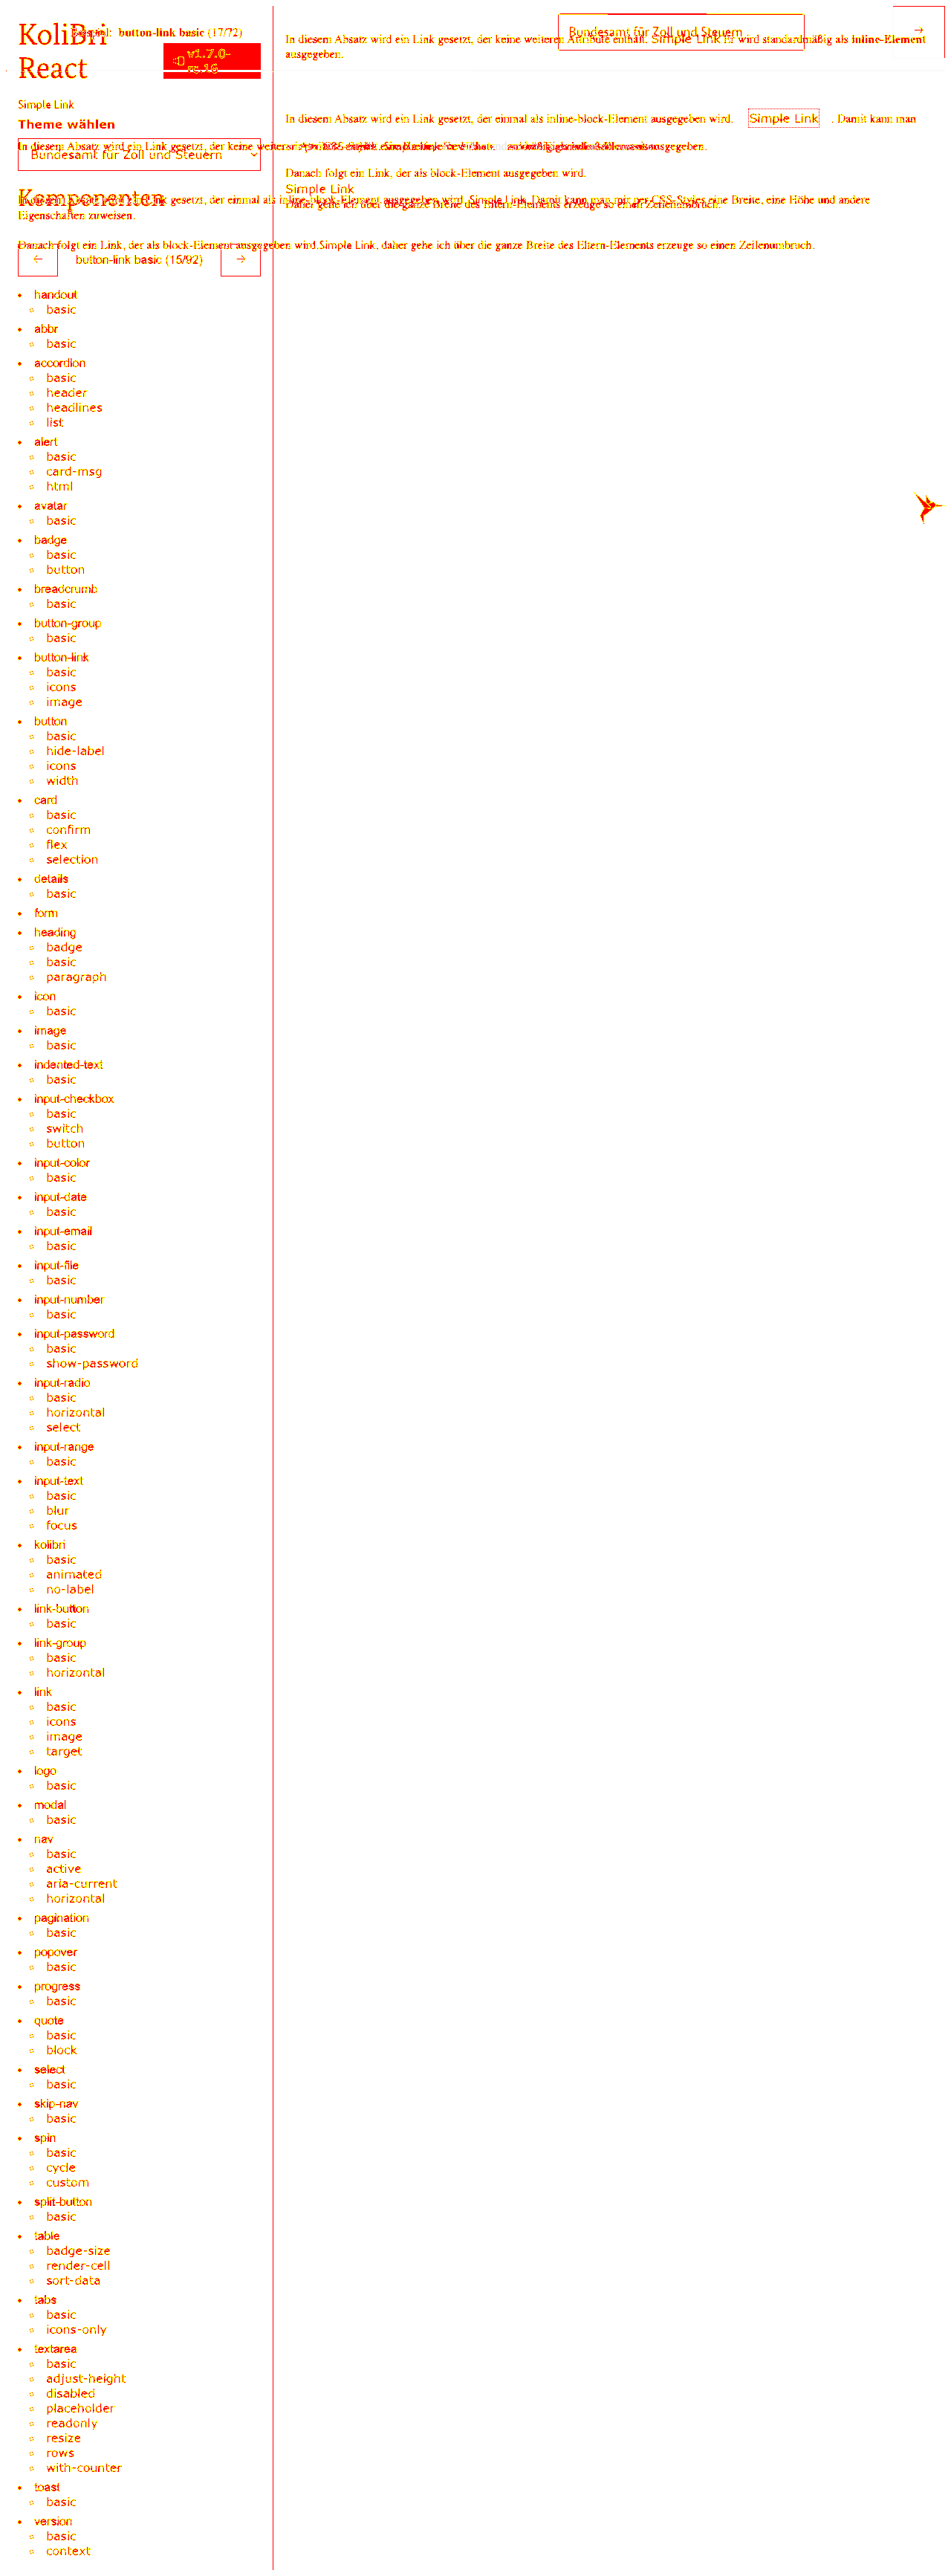 KoliBri
React
Beispiel: button-link basic (17/72)
v1.7.0-
rc.16
Bundesamt für Zoll und Steuern
→
In diesem Absatz wird ein Link gesetzt, der keine weiteren Attribute enthält. Simple Link wird standardmäßig als inline-Element
ausgegeben.
Simple Link
Theme wählen
Bundesamt für Zoll und Steuern
In diesem Absatz wird ein Link gesetzt, der einmal als inline-block-Element ausgegeben wird. Simple Link . Damit kann man
In diesem Absatz wird ein Link gesetzt, der keine weiteren ausgegeben.
Danach folgt ein Link, der als block-Element ausgegeben wird.
Simple Link
daher gehe ich über die ganze Breite des Eltern-Elements erzeuge so einen Zeilenumbruch.
Komponenten
In diesem Absatz wird ein Link gesetzt, der einmal als inline-block-Element ausgegeben wird. Simple Link. Damit kann man mir per CSS-Styles eine Breite, eine Höhe und andere
Eigenschaften zuweisen.
Danach folgt ein Link, der als block-Element ausgegeben wird.Simple Link, daher gehe ich über die ganze Breite des Eltern-Elements erzeuge so einen Zeilenumbruch.
← button-link basic (15/92) →
handout
basic
abbr
basic
accordion
basic
header
headlines
list
alert
basic
card-msg
html
avatar
basic
badge
basic
button
breadcrumb
basic
button-group
basic
button-link
basic
icons
image
button
basic
hide-label
icons
width
card
basic
confirm
flex
selection
details
basic
form
heading
badge
basic
paragraph
icon
basic
image
basic
indented-text
basic
input-checkbox
basic
switch
button
input-color
basic
input-date
basic
input-email
basic
input-file
basic
input-number
basic
input-password
basic
show-password
input-radio
basic
horizontal
select
input-range
basic
input-text
basic
blur
focus
kolibri
basic
animated
no-label
link-button
basic
link-group
basic
horizontal
link
basic
icons
image
target
logo
basic
modal
basic
nav
basic
active
aria-current
horizontal
pagination
basic
popover
basic
progress
basic
quote
basic
block
select
basic
skip-nav
basic
spin
basic
cycle
custom
split-button
basic
table
badge-size
render-cell
sort-data
tabs
basic
icons-only
textarea
basic
adjust-height
disabled
placeholder
readonly
resize
rows
with-counter
toast
basic
version
basic
context